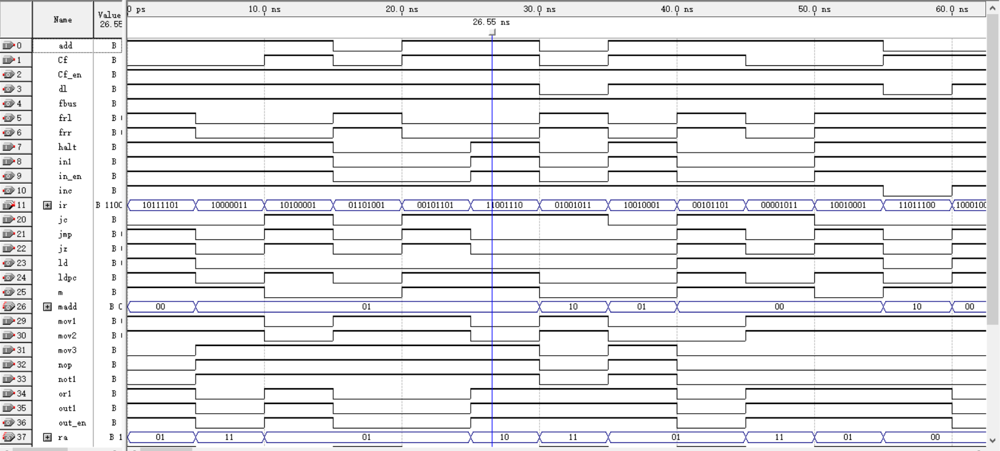 0 ps 10.0 ns 20.0 ns 30.0 ns 40.0 ns 50.0 ns 60.0 ns
Name Value
26.55
26.55 ns
0 add B
1 Cf B
2 Cf_en B
3 dl B
4 fbus B
5 frl B
6 frr B
7 halt B
8 in1 B
9 in_en B
10 inc B
11 ir B 110 10111101 10000011 10100001 01101001 00101101 11001110 01001011 10010001 00101101 00001011 10010001 11011100 1000100
20 jc B
21 jmp B
22 jz B
23 ld B
24 ldpc B
25 m B
26 madd B 00 01 10 01 00 10 00
29 mov1 B
30 mov2 B
31 mov3 B
32 nop B
33 not1 B
34 or1 B
35 out1 B
36 out_en B
37 ra B 1 01 11 01 10 11 01 11 01 00